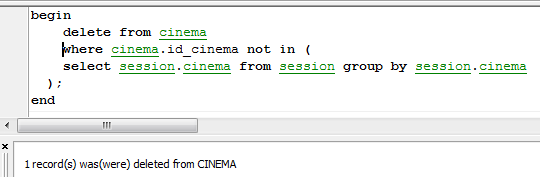 begin
delete from cinema
where cinema.id_cinema not in (
select session.cinema from session group by session.cinema
);
end
1 record(s) was(were) deleted from CINEMA